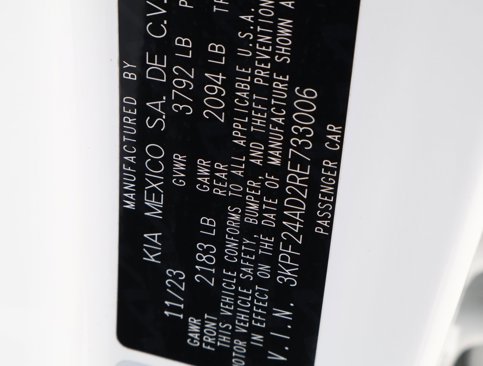 MANUFACTURED BY
KIA MEXICO S.A. DE C.V.
11/23 GVWR 3792 LB
GAWR FRONT 2183 LB GAWR REAR 2094 LB
THIS VEHICLE CONFORMS TO ALL APPLICABLE U.S.A.
MOTOR VEHICLE SAFETY, BUMPER, AND THEFT PREVENTION
IN EFFECT ON THE DATE OF MANUFACTURE SHOWN
V.I.N. 3KPF24AD2RE733006
PASSENGER CAR